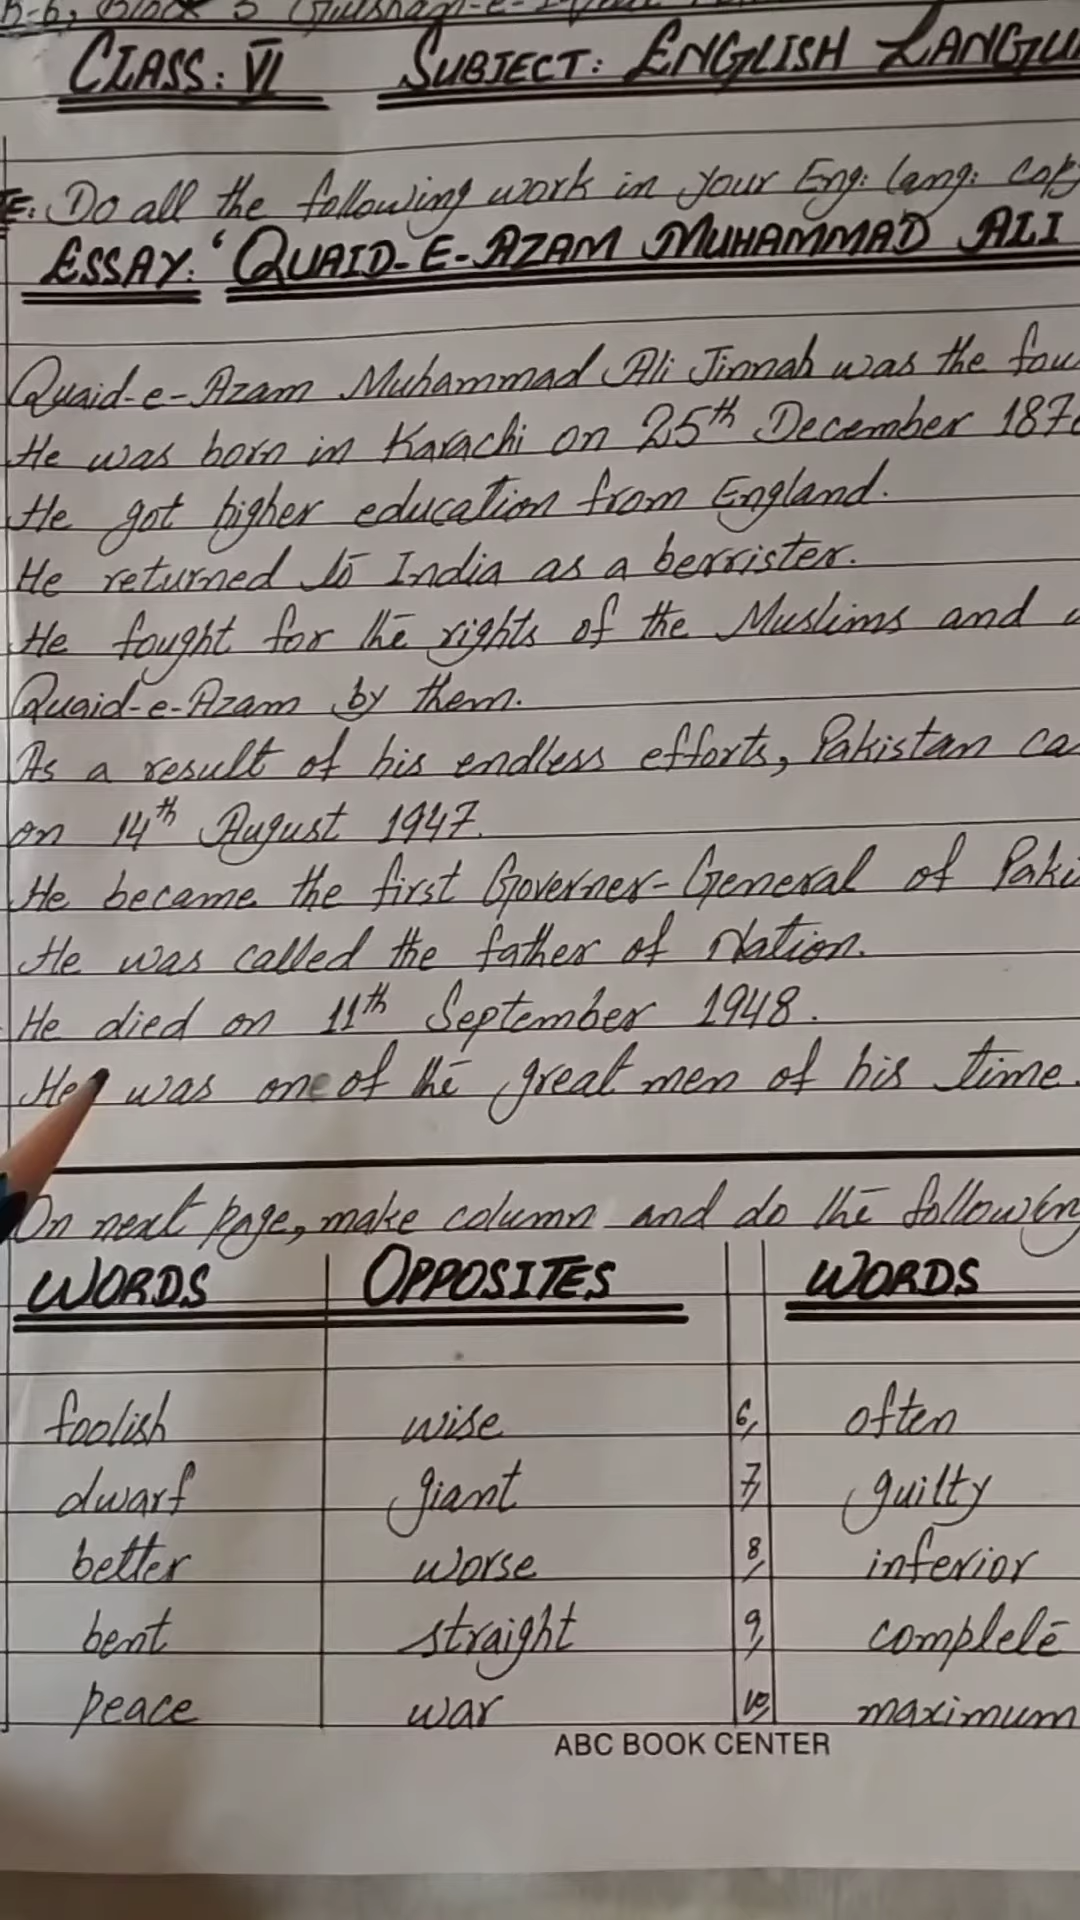 CLASS: VI SUBJECT: ENGLISH
Do all the following work in your Eng: lang:
ESSAY: 'QUAID-E-AZAM MUHAMMAD ALI
Quaid-e-Azam Muhammad Ali Jinnah was the
He was born in Karachi on 25th December
He got higher education from England.
He returned to India as a berrister.
He fought for the rights of the Muslims and
Quaid-e-Azam by them.
As a result of his endless efforts, Pakistan
on 14th August 1947.
He became the first Governer-General of
He was called the father of Nation.
He died on 11th September 1948.
He was one of the great men of his time.
On next page, make column and do the following
WORDS OPPOSITES WORDS
foolish wise 6, often
dwarf giant 7, guilty
better worse 8, inferior
bent straight 9, complete
peace war 10, maximum
ABC BOOK CENTER